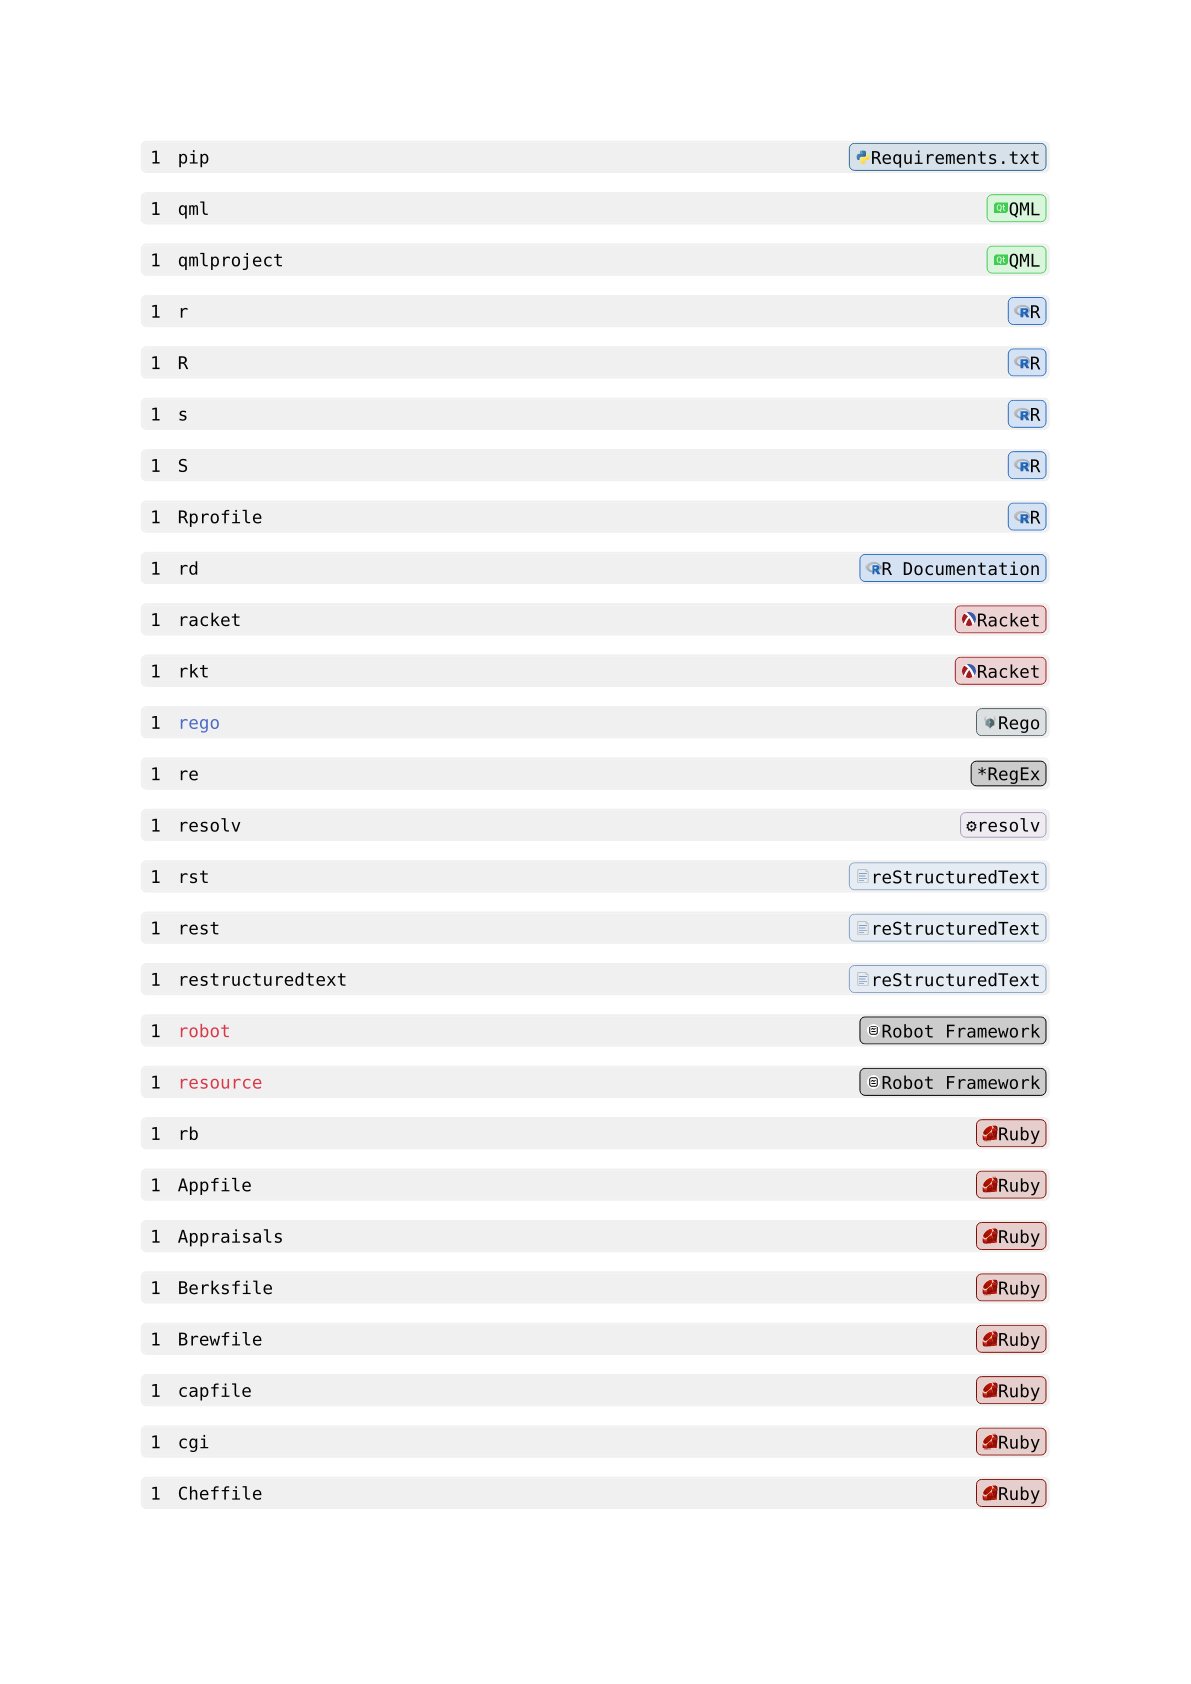 1 pip Requirements.txt
1 qml QML
1 qmlproject QML
1 r R
1 R R
1 s R
1 S R
1 Rprofile R
1 rd R Documentation
1 racket Racket
1 rkt Racket
1 rego Rego
1 re *RegEx
1 resolv ⚙resolv
1 rst reStructuredText
1 rest reStructuredText
1 restructuredtext reStructuredText
1 robot Robot Framework
1 resource Robot Framework
1 rb Ruby
1 Appfile Ruby
1 Appraisals Ruby
1 Berksfile Ruby
1 Brewfile Ruby
1 capfile Ruby
1 cgi Ruby
1 Cheffile Ruby